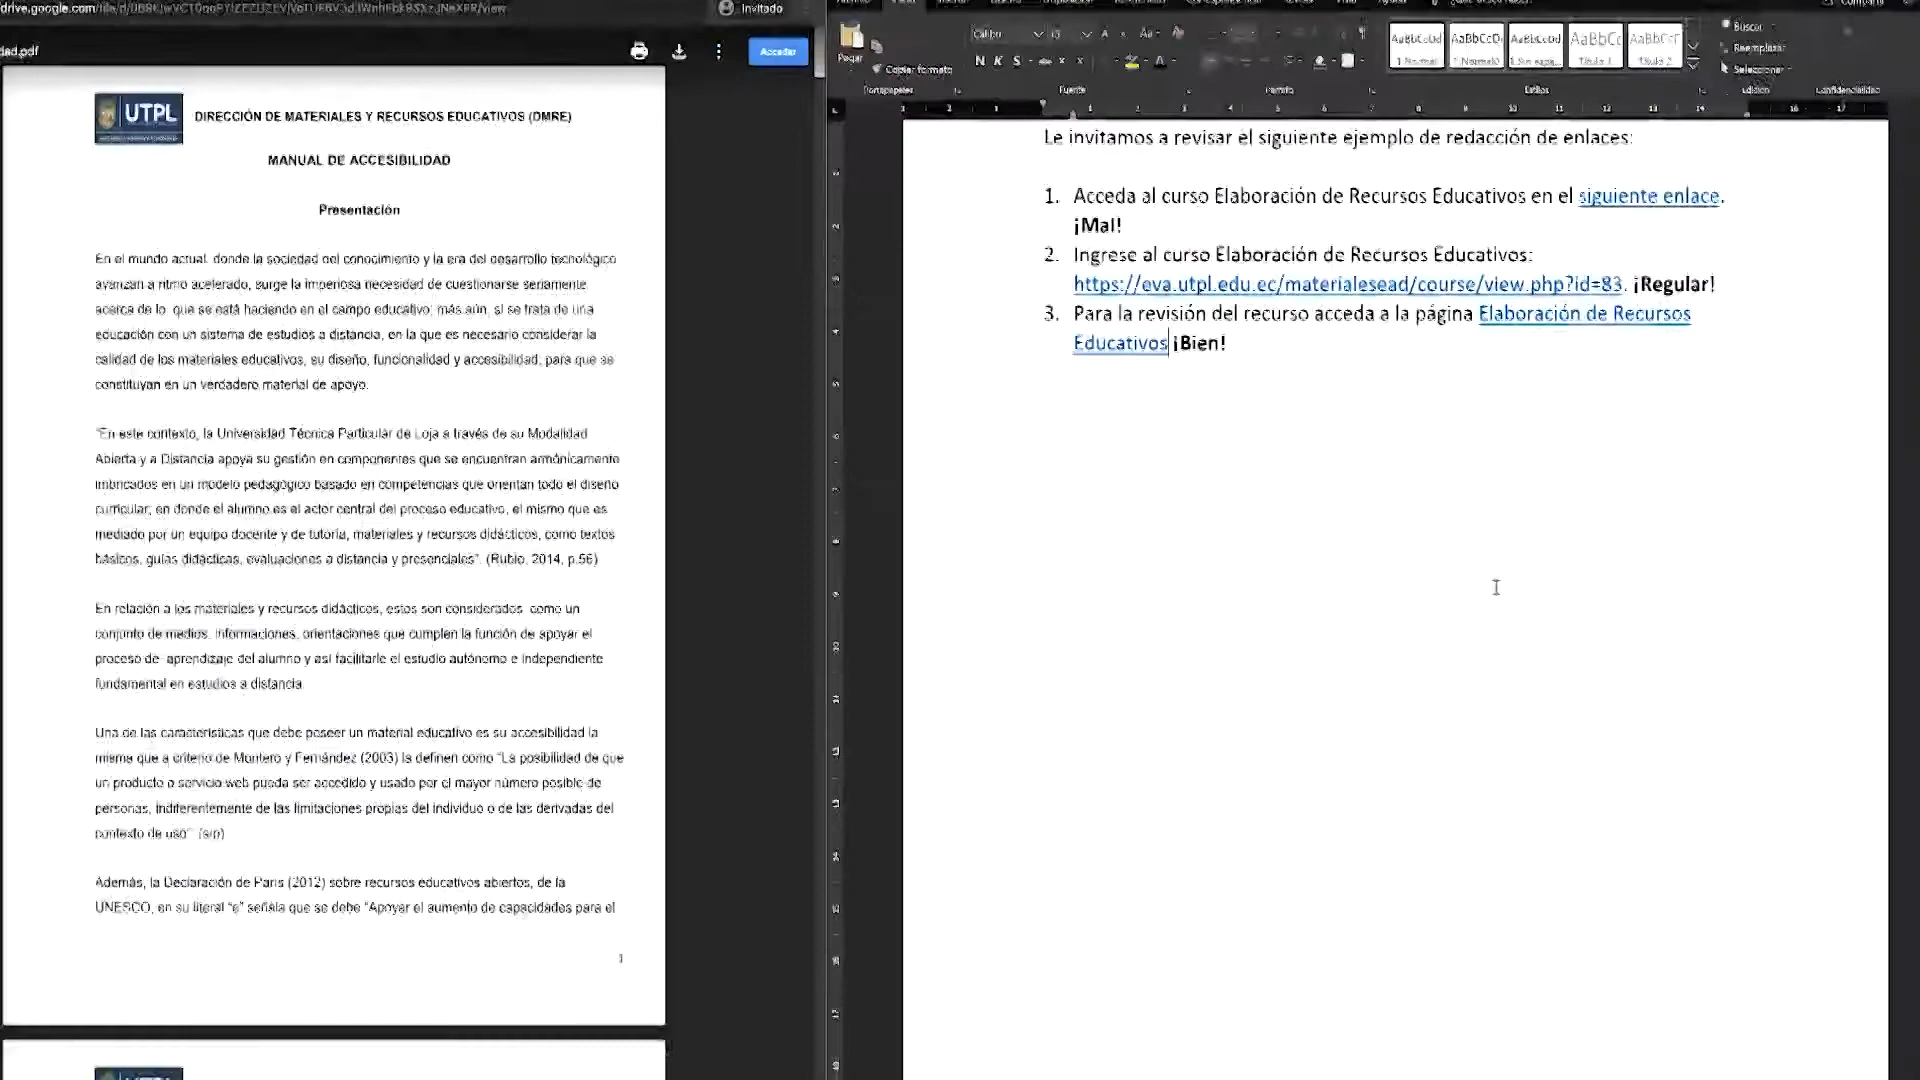 Invitado
dad.pdf
Acceder
UTPL
DIRECCIÓN DE MATERIALES Y RECURSOS EDUCATIVOS (DMRE)
MANUAL DE ACCESIBILIDAD
Presentación
En el mundo actual, donde la sociedad del conocimiento y la era del desarrollo tecnológico
avanzan a ritmo acelerado, surge la imperiosa necesidad de cuestionarse seriamente
acerca de lo que se está haciendo en el campo educativo; más aún, si se trata de una
educación con un sistema de estudios a distancia, en la que es necesario considerar la
calidad de los materiales educativos, su diseño, funcionalidad y accesibilidad, para que se
constituyan en un verdadero material de apoyo.
"En este contexto, la Universidad Técnica Particular de Loja a través de su Modalidad
Abierta y a Distancia apoya su gestión en componentes que se encuentran armónicamente
imbricados en un modelo pedagógico basado en competencias que orientan todo el diseño
curricular; en donde el alumno es el actor central del proceso educativo, el mismo que es
mediado por un equipo docente y de tutoría, materiales y recursos didácticos, como textos
básicos, guías didácticas, evaluaciones a distancia y presenciales". (Rubio, 2014, p.56)
En relación a los materiales y recursos didácticos, estos son considerados como un
conjunto de medios, informaciones, orientaciones que cumplen la función de apoyar el
proceso de aprendizaje del alumno y así facilitarle el estudio autónomo e independiente
fundamental en estudios a distancia.
Una de las características que debe poseer un material educativo es su accesibilidad la
misma que a criterio de Montero y Fernández (2003) la definen como "La posibilidad de que
un producto o servicio web pueda ser accedido y usado por el mayor número posible de
personas, indiferentemente de las limitaciones propias del individuo o de las derivadas del
contexto de uso" (s/n)
Además, la Declaración de París (2012) sobre recursos educativos abiertos, de la
UNESCO, en su literal "e" señala que se debe "Apoyar el aumento de capacidades para el
1
Pegar
Copiar formato
Portapapeles
Calibri
N K S
Fuente
Párrafo
AaBbCcDd AaBbCcDc AaBbCcDd AaBbCc AaBbCcC
1 Normal
Título 1
Título 2
Estilos
Buscar
Reemplazar
Seleccionar
Edición
Confidencialidad
Le invitamos a revisar el siguiente ejemplo de redacción de enlaces:
1. Acceda al curso Elaboración de Recursos Educativos en el siguiente enlace.
¡Mal!
2. Ingrese al curso Elaboración de Recursos Educativos:
https://eva.utpl.edu.ec/materialesead/course/view.php?id=83. ¡Regular!
3. Para la revisión del recurso acceda a la página Elaboración de Recursos
Educativos ¡Bien!